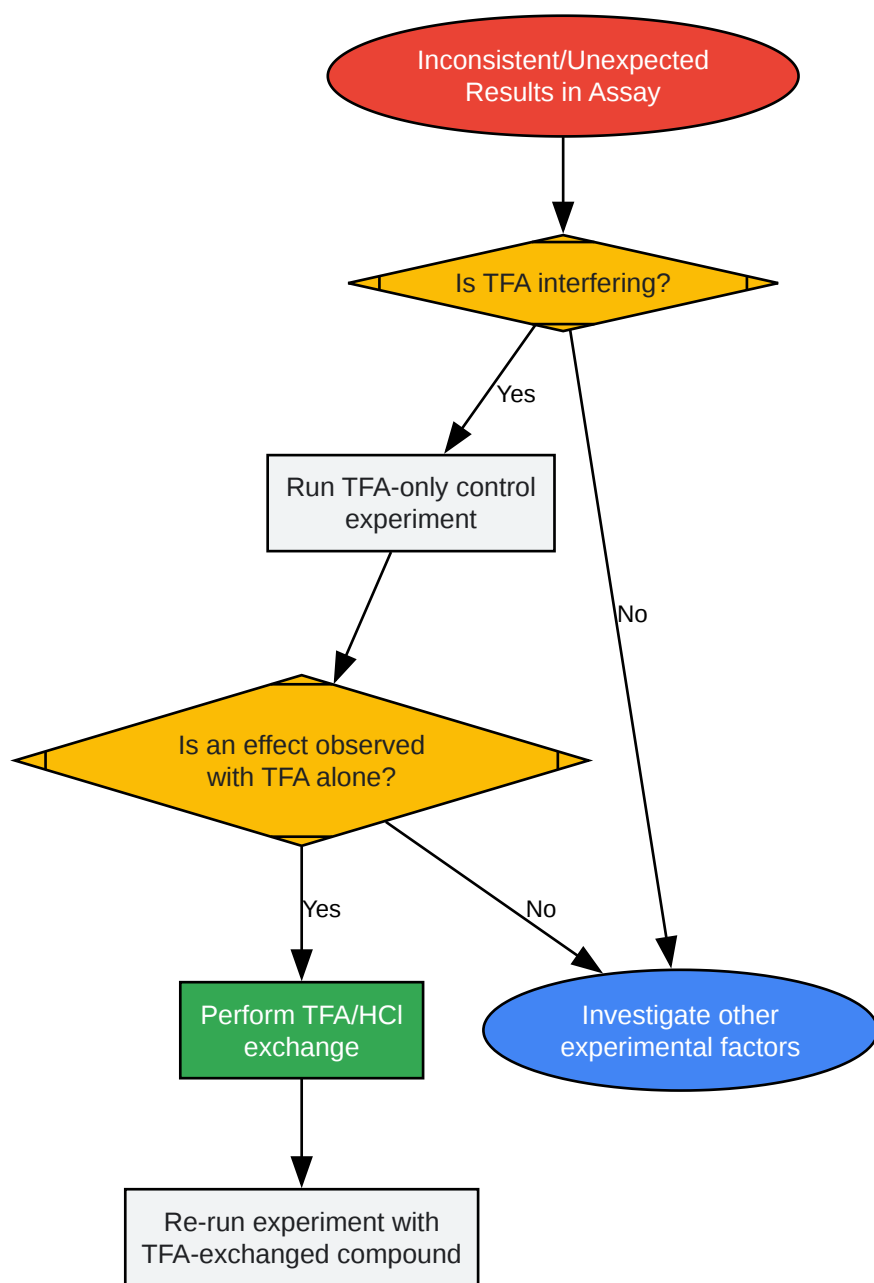 Inconsistent/Unexpected
Results in Assay
Is TFA interfering?
Yes
Run TFA-only control
experiment
No
Is an effect observed
with TFA alone?
Yes
No
Perform TFA/HCl
exchange
Investigate other
experimental factors
Re-run experiment with
TFA-exchanged compound